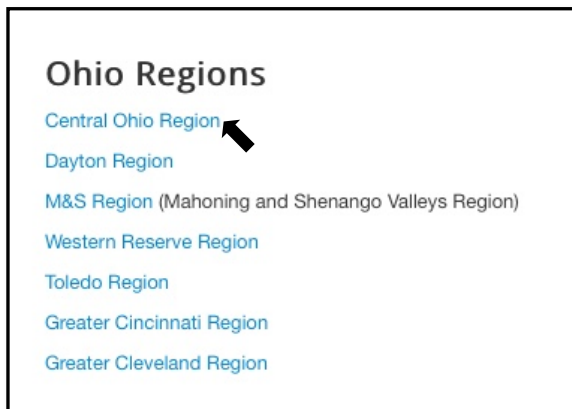 Ohio Regions
Central Ohio Region
Dayton Region
M&S Region (Mahoning and Shenango Valleys Region)
Western Reserve Region
Toledo Region
Greater Cincinnati Region
Greater Cleveland Region